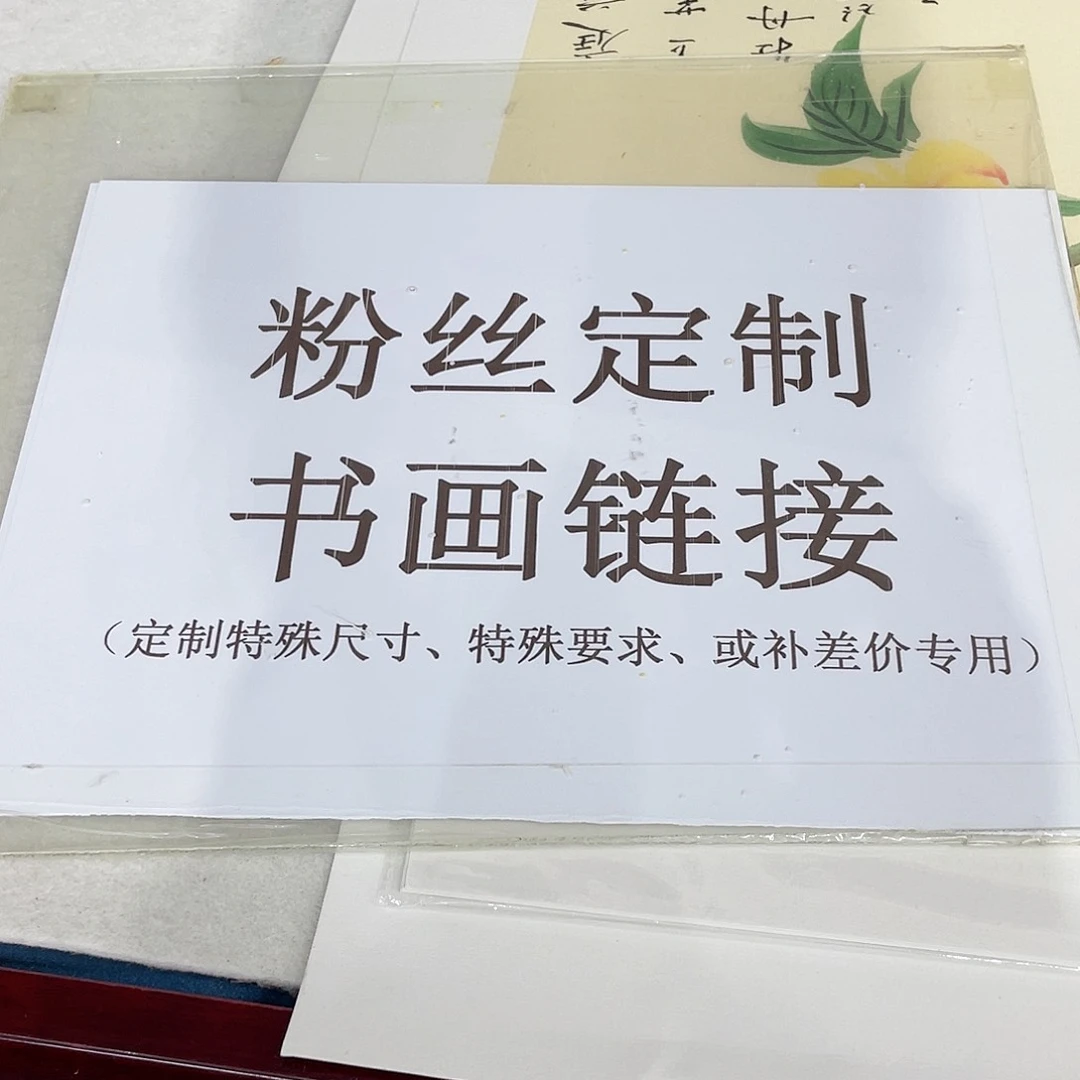 粉丝定制
书画链接
（定制特殊尺寸、特殊要求、或补差价专用）